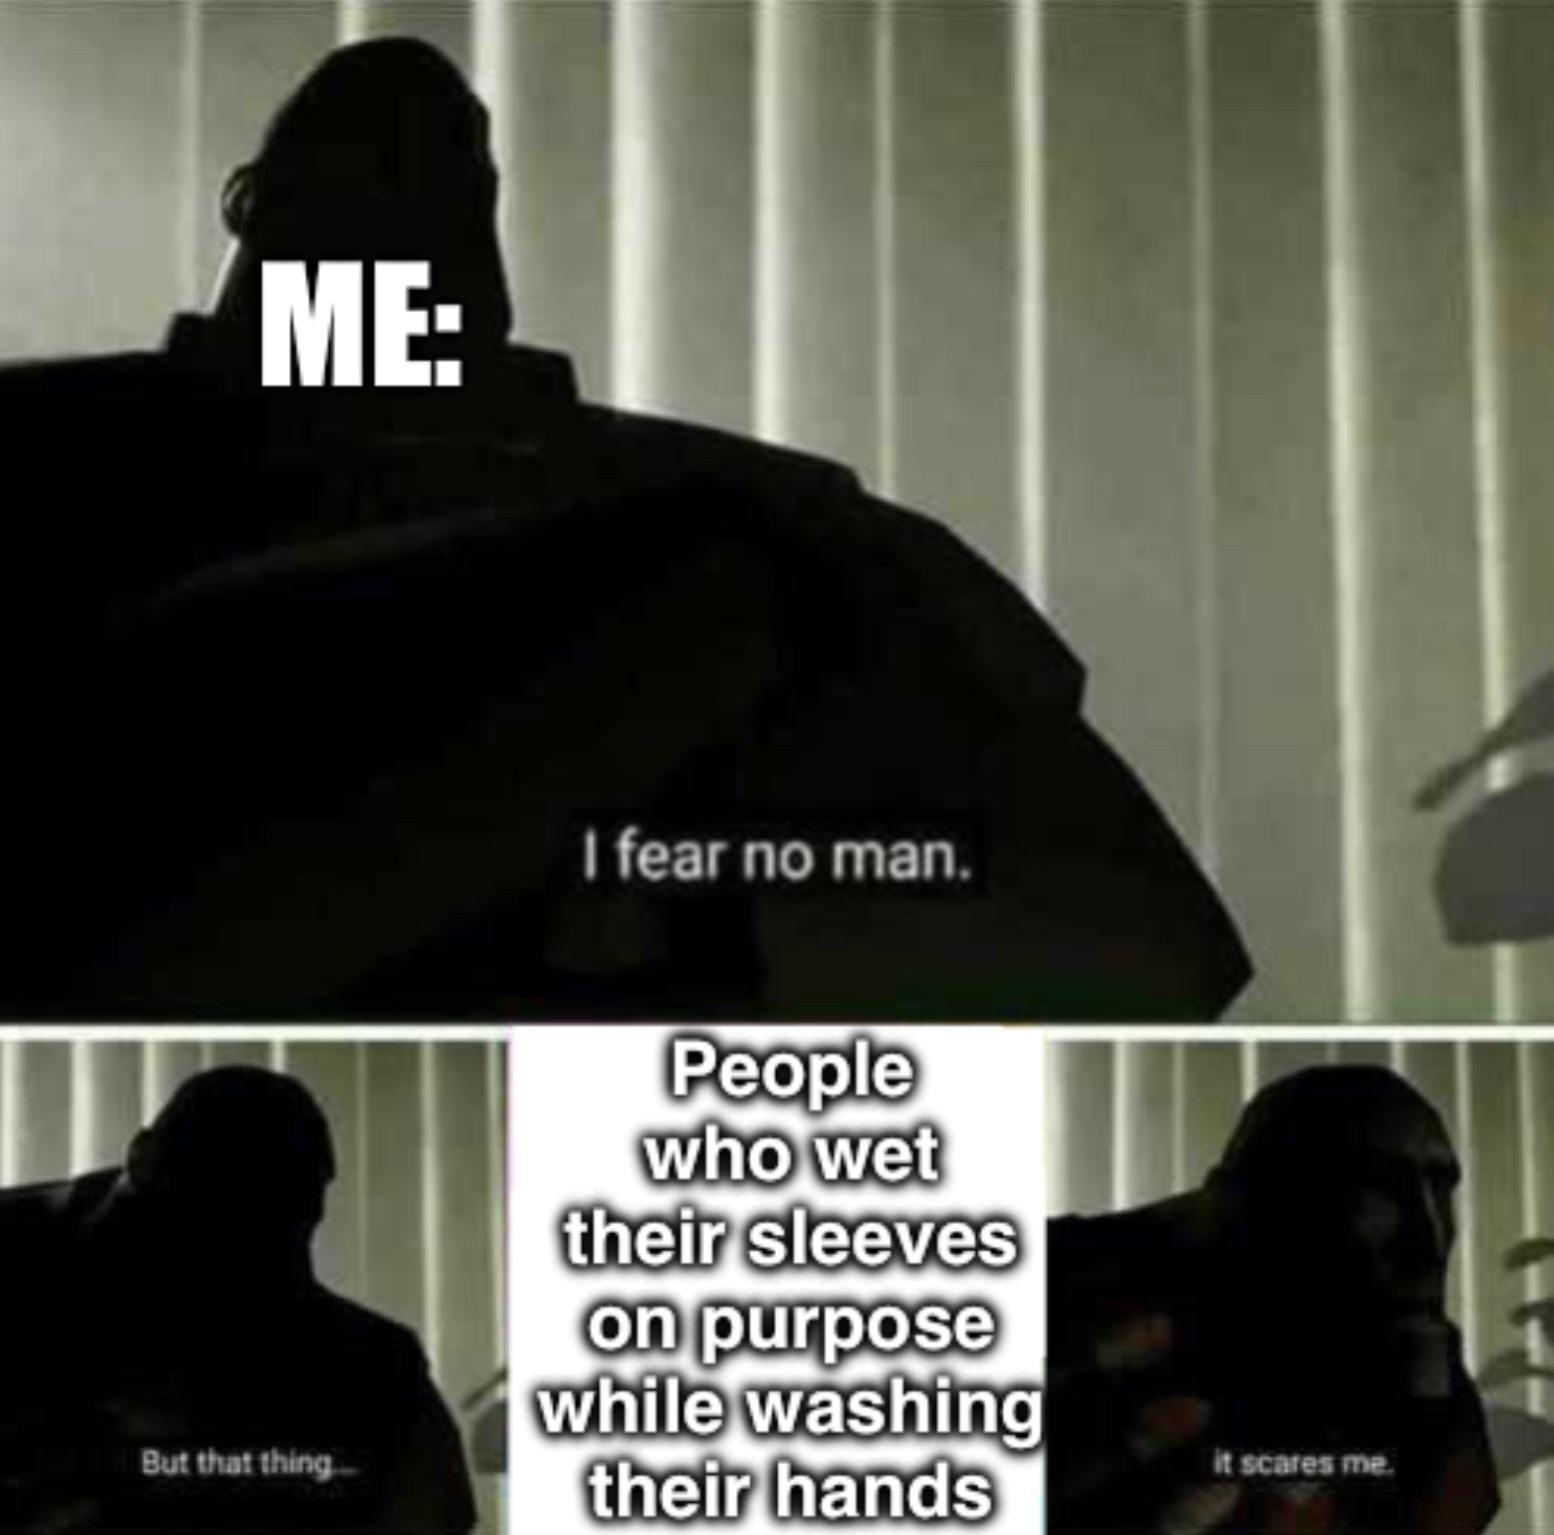 ME:
I fear no man.
People
who wet
their sleeves
on purpose
while washing
their hands
But that thing...
it scares me.